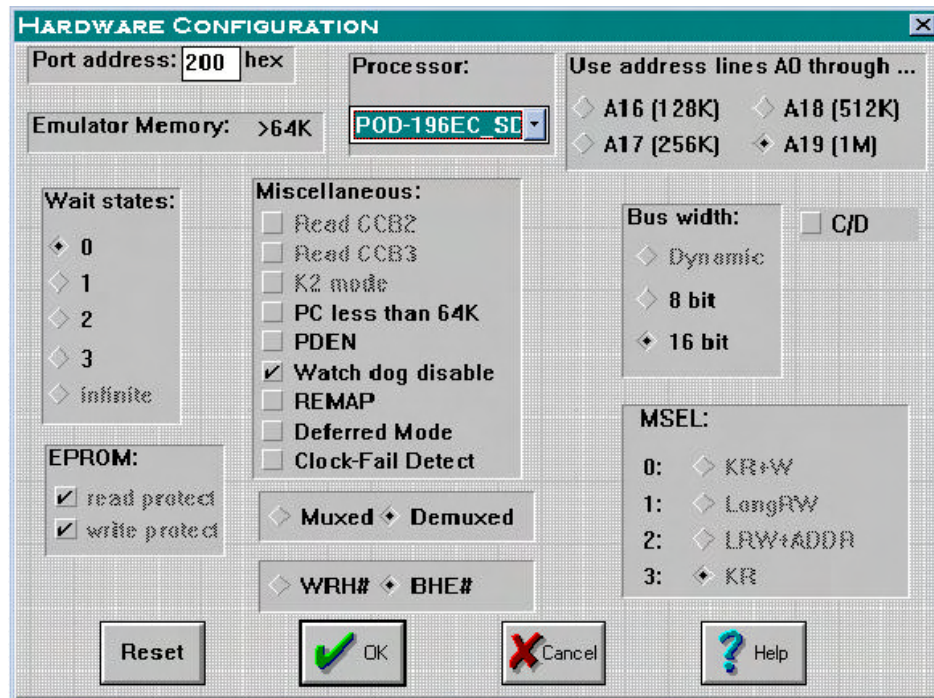 HARDWARE CONFIGURATION
Port address: 200 hex
Processor:
Use address lines A0 through ...
A16 (128K) A18 (512K)
Emulator Memory: >64K
POD-196EC_SD
A17 (256K) A19 (1M)
Wait states:
0
1
2
3
infinite
Miscellaneous:
Read CCB2
Read CCB3
K2 mode
PC less than 64K
PDEN
Watch dog disable
REMAP
Deferred Mode
Clock-Fail Detect
Bus width:
Dynamic
8 bit
16 bit
C/D
EPROM:
read protect
write protect
Muxed Demuxed
WRH# BHE#
MSEL:
0: KR+W
1: LongRW
2: LRW+ADDR
3: KR
Reset OK Cancel Help